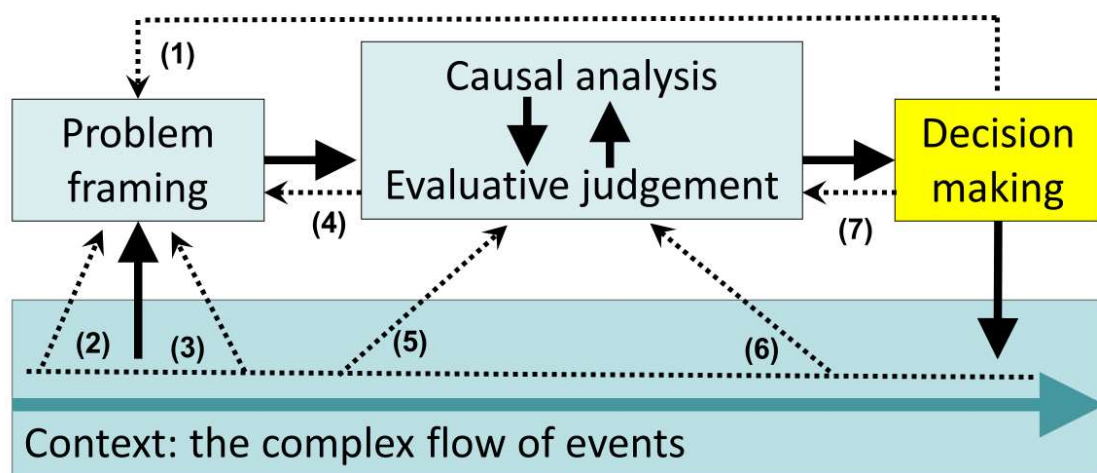 (1)
Causal analysis
Problem
framing
Decision
making
Evaluative judgement
(4)
(7)
(2)
(3)
(5)
(6)
Context: the complex flow of events